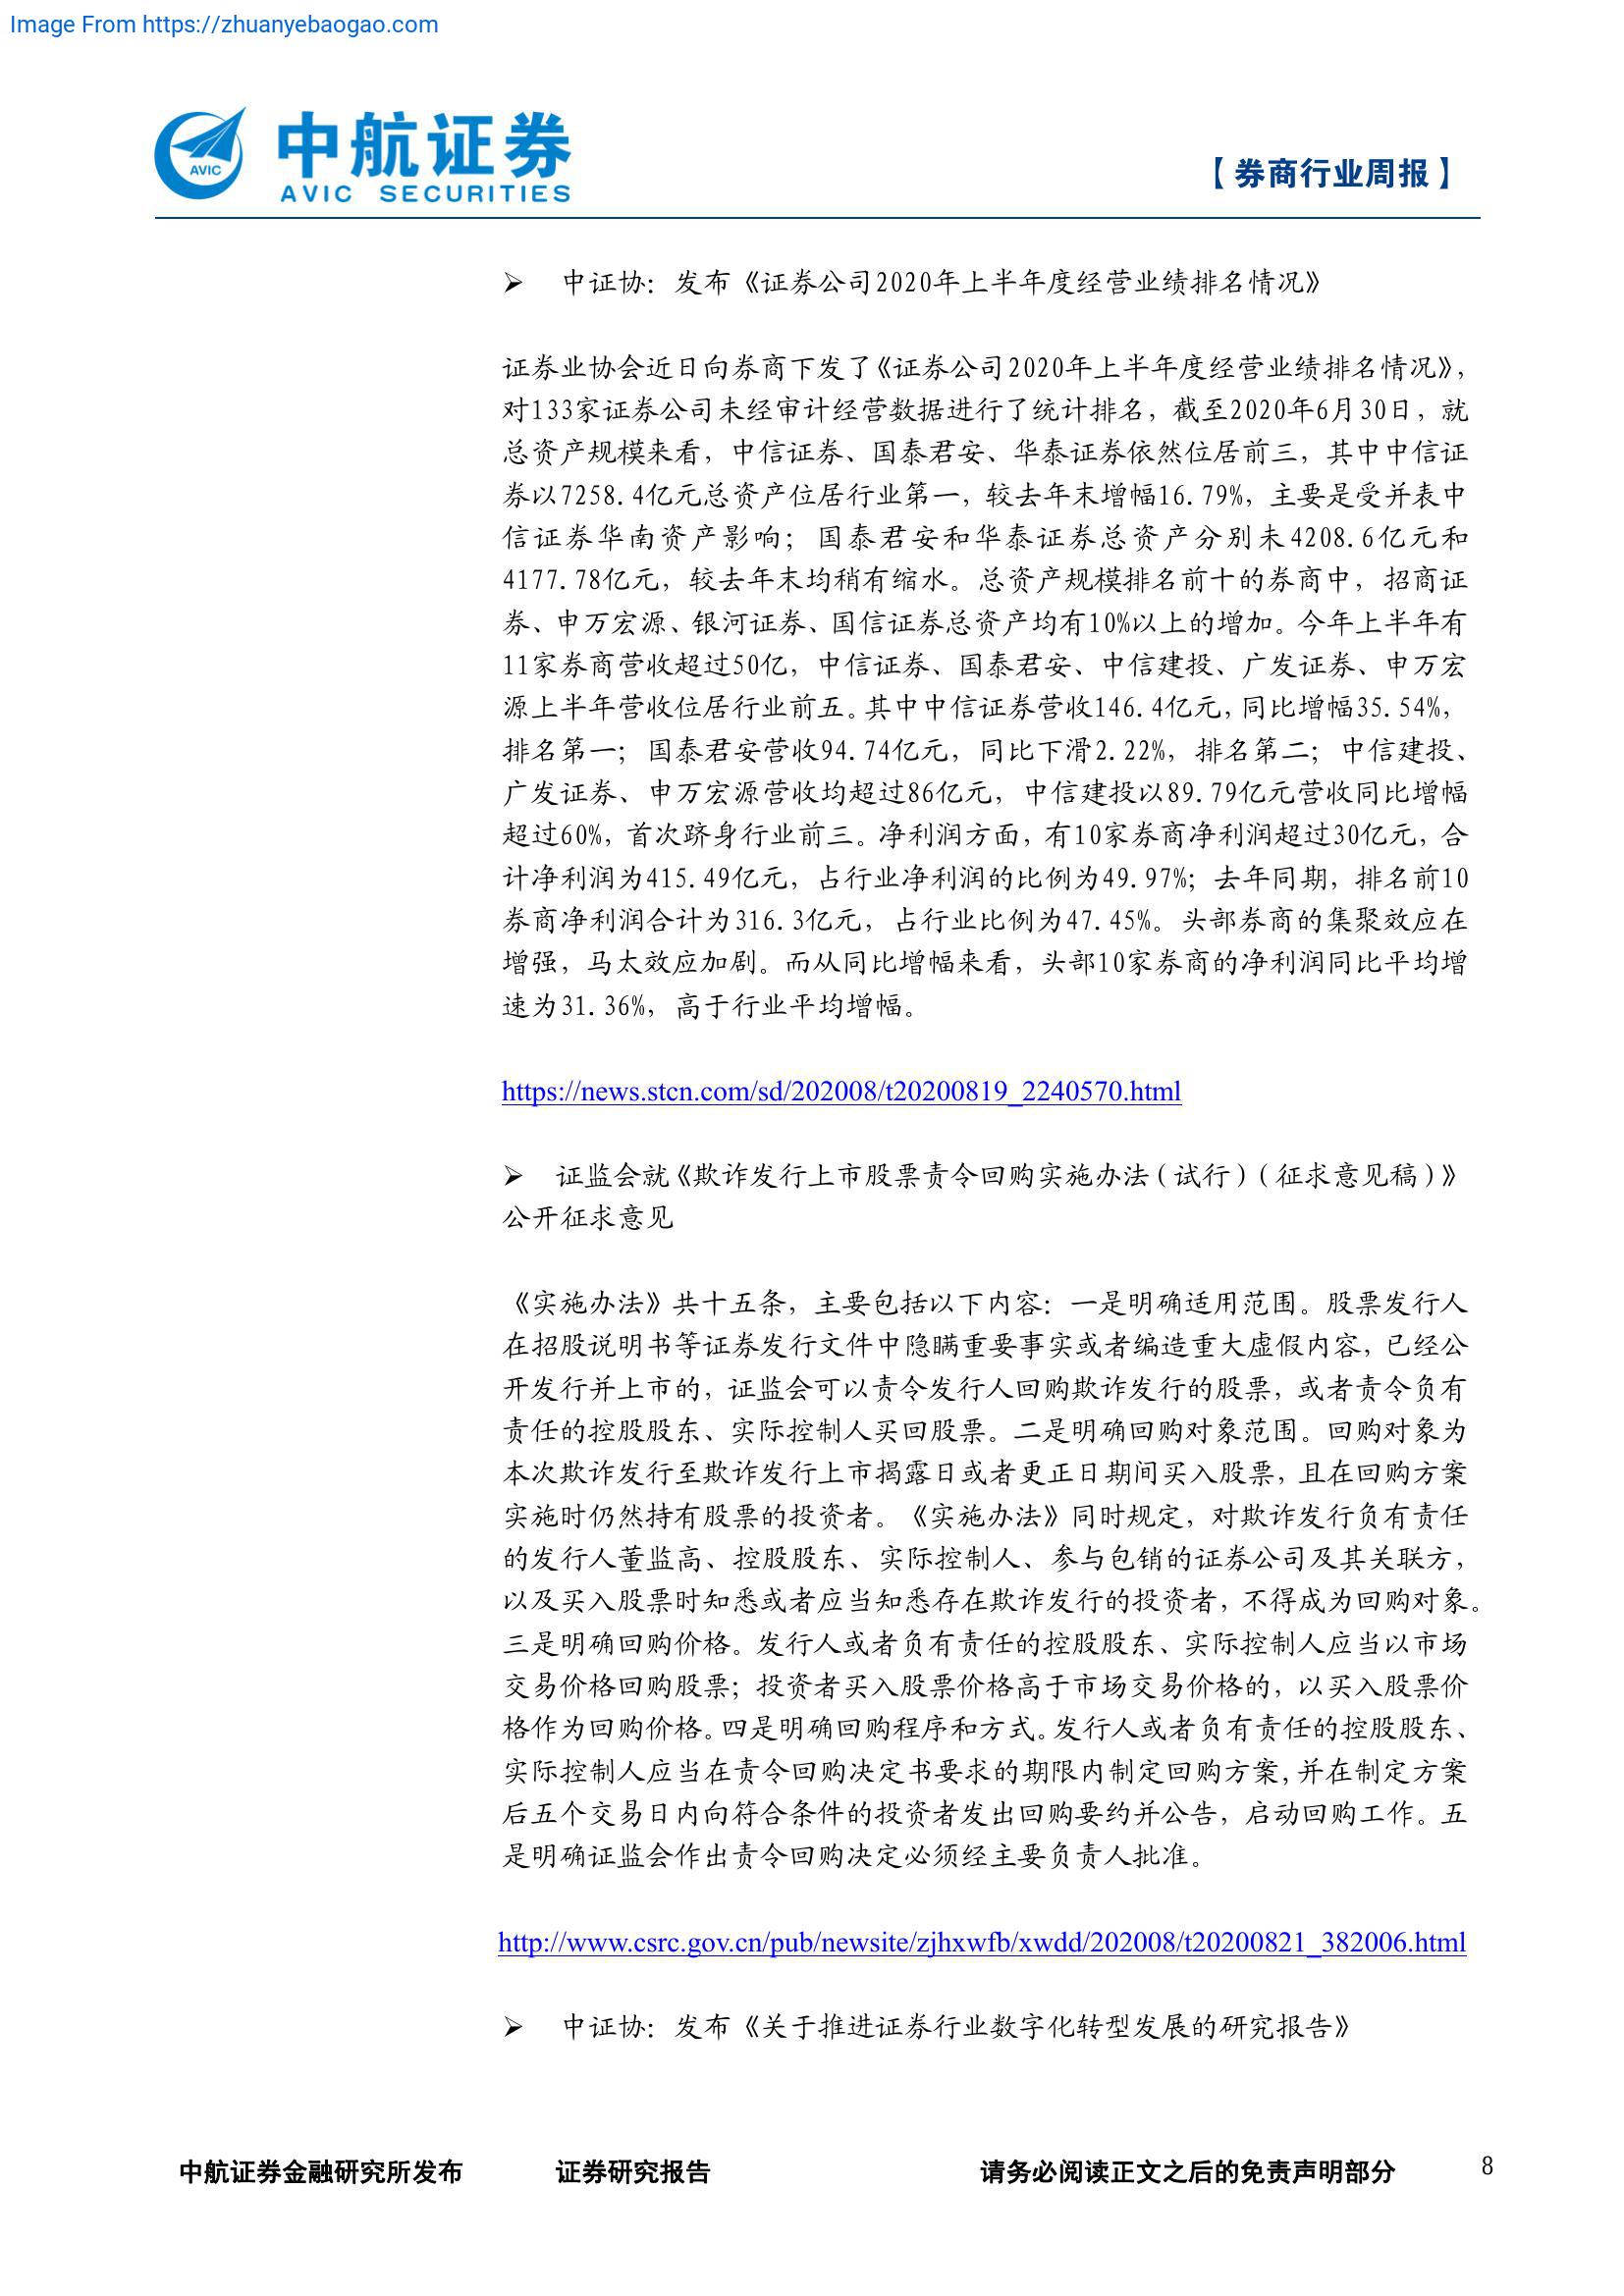 Image From https://zhuanyebaogao.com
AVIC
中航证券
AVIC SECURITIES
【券商行业周报】
➢ 中证协：发布《证券公司2020年上半年度经营业绩排名情况》
证券业协会近日向券商下发了《证券公司2020年上半年度经营业绩排名情况》，
对133家证券公司未经审计经营数据进行了统计排名，截至2020年6月30日，就
总资产规模来看，中信证券、国泰君安、华泰证券依然位居前三，其中中信证
券以7258.4亿元总资产位居行业第一，较去年末增幅16.79%，主要是受并表中
信证券华南资产影响；国泰君安和华泰证券总资产分别未4208.6亿元和
4177.78亿元，较去年末均稍有缩水。总资产规模排名前十的券商中，招商证
券、申万宏源、银河证券、国信证券总资产均有10%以上的增加。今年上半年有
11家券商营收超过50亿，中信证券、国泰君安、中信建投、广发证券、申万宏
源上半年营收位居行业前五。其中中信证券营收146.4亿元，同比增幅35.54%，
排名第一；国泰君安营收94.74亿元，同比下滑2.22%，排名第二；中信建投、
广发证券、申万宏源营收均超过86亿元，中信建投以89.79亿元营收同比增幅
超过60%，首次跻身行业前三。净利润方面，有10家券商净利润超过30亿元，合
计净利润为415.49亿元，占行业净利润的比例为49.97%；去年同期，排名前10
券商净利润合计为316.3亿元，占行业比例为47.45%。头部券商的集聚效应在
增强，马太效应加剧。而从同比增幅来看，头部10家券商的净利润同比平均增
速为31.36%，高于行业平均增幅。
https://news.stcn.com/sd/202008/t20200819_2240570.html
➢ 证监会就《欺诈发行上市股票责令回购实施办法（试行）（征求意见稿）》
公开征求意见
《实施办法》共十五条，主要包括以下内容：一是明确适用范围。股票发行人
在招股说明书等证券发行文件中隐瞒重要事实或者编造重大虚假内容，已经公
开发行并上市的，证监会可以责令发行人回购欺诈发行的股票，或者责令负有
责任的控股股东、实际控制人买回股票。二是明确回购对象范围。回购对象为
本次欺诈发行至欺诈发行上市揭露日或者更正日期间买入股票，且在回购方案
实施时仍然持有股票的投资者。《实施办法》同时规定，对欺诈发行负有责任
的发行人董监高、控股股东、实际控制人、参与包销的证券公司及其关联方，
以及买入股票时知悉或者应当知悉存在欺诈发行的投资者，不得成为回购对象。
三是明确回购价格。发行人或者负有责任的控股股东、实际控制人应当以市场
交易价格回购股票；投资者买入股票价格高于市场交易价格的，以买入股票价
格作为回购价格。四是明确回购程序和方式。发行人或者负有责任的控股股东、
实际控制人应当在责令回购决定书要求的期限内制定回购方案，并在制定方案
后五个交易日内向符合条件的投资者发出回购要约并公告，启动回购工作。五
是明确证监会作出责令回购决定必须经主要负责人批准。
http://www.csrc.gov.cn/pub/newsite/zjhxwfb/xwdd/202008/t20200821_382006.html
➢ 中证协：发布《关于推进证券行业数字化转型发展的研究报告》
中航证券金融研究所发布 证券研究报告 请务必阅读正文之后的免责声明部分 8